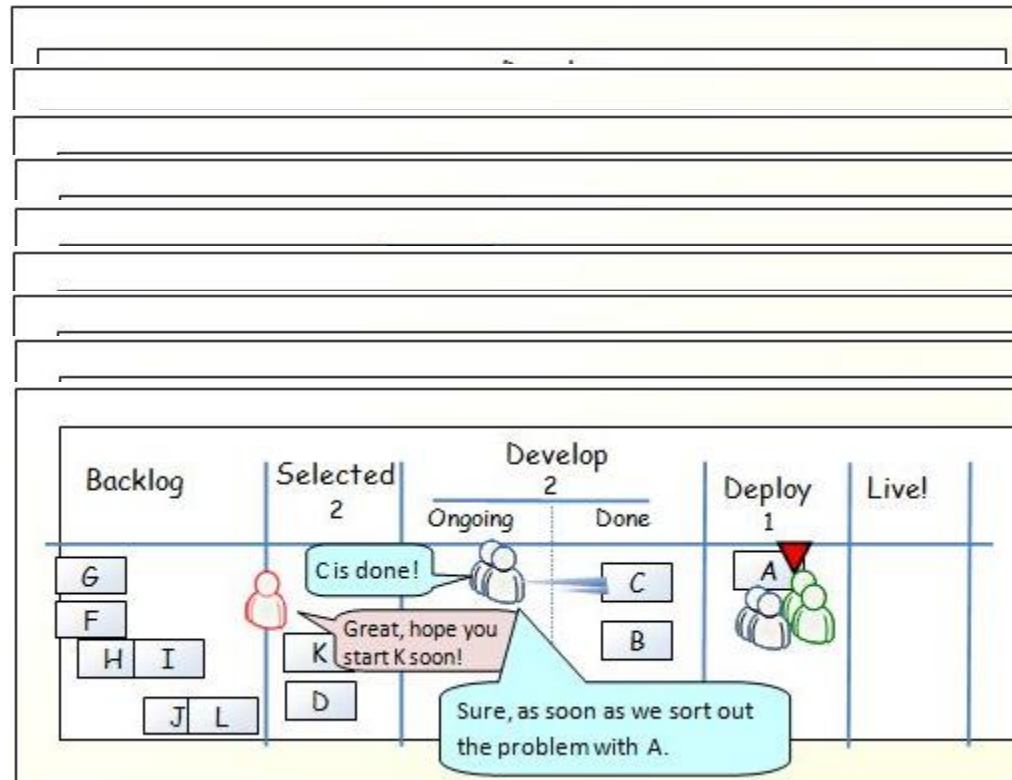 Backlog
Selected
2
Develop
2
Ongoing
Done
Deploy
1
Live!
G
F
H
I
J
L
C is done!
Great, hope you
start K soon!
K
D
C
B
A
Sure, as soon as we sort out
the problem with A.